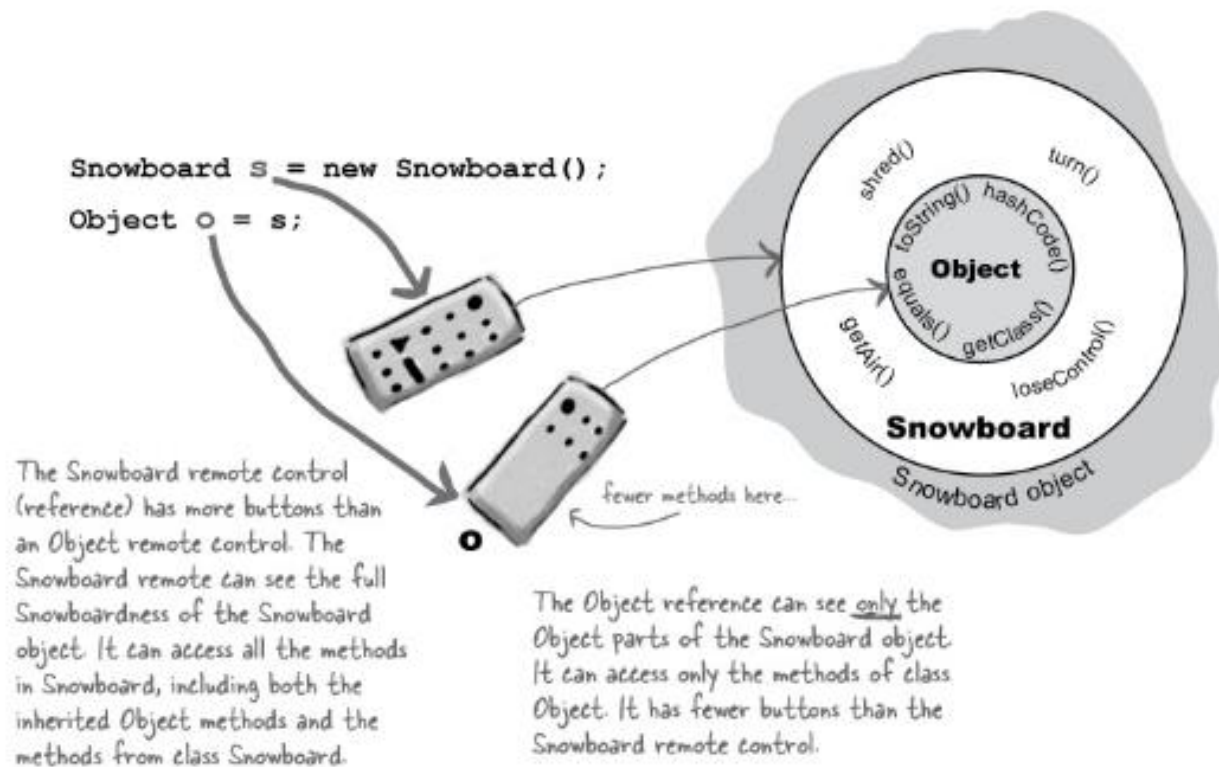 Snowboard s = new Snowboard();
Object o = s;
shred()
turn()
toString()
hashCode()
Object
equals()
getClass()
getAir()
loseControl()
Snowboard
Snowboard object
fewer methods here...
o
The Snowboard remote control
(reference) has more buttons than
an Object remote control. The
Snowboard remote can see the full
Snowboardness of the Snowboard
object. It can access all the methods
in Snowboard, including both the
inherited Object methods and the
methods from class Snowboard.
The Object reference can see only the
Object parts of the Snowboard object.
It can access only the methods of class
Object. It has fewer buttons than the
Snowboard remote control.